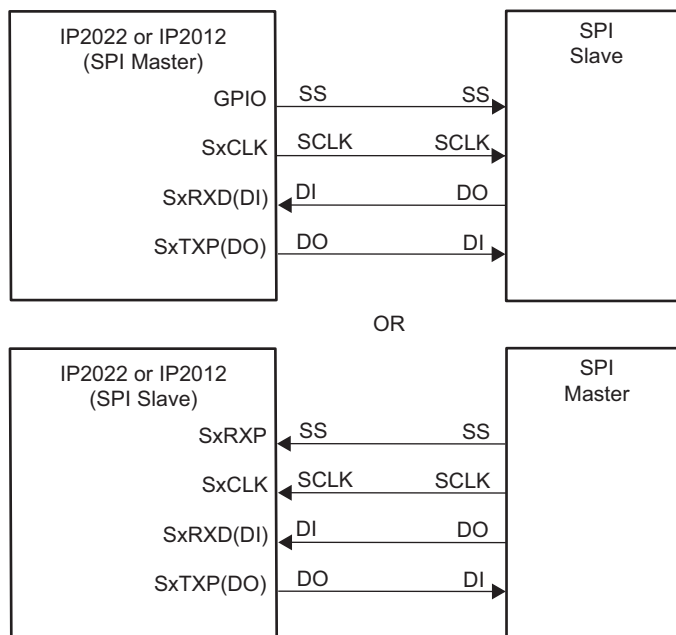 IP2022 or IP2012
(SPI Master)
SPI
Slave
GPIO SS SS
SxCLK SCLK SCLK
SxRXD(DI) DI DO
SxTXP(DO) DO DI
OR
IP2022 or IP2012
(SPI Slave)
SPI
Master
SxRXP SS SS
SxCLK SCLK SCLK
SxRXD(DI) DI DO
SxTXP(DO) DO DI